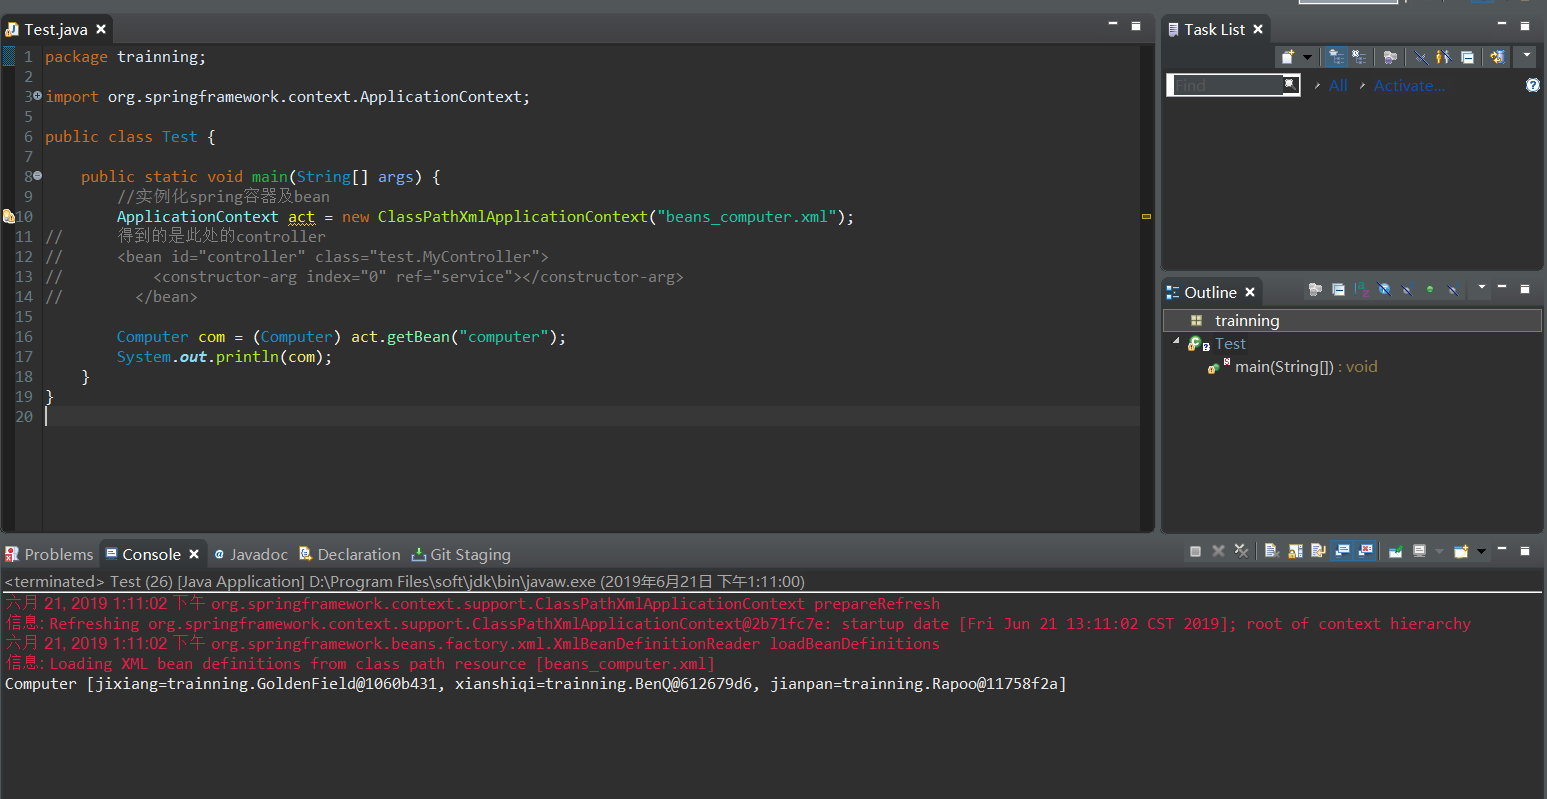 Test.java
1 package trainning;
2
3 import org.springframework.context.ApplicationContext;
5
6 public class Test {
7
8 public static void main(String[] args) {
9 //实例化spring容器及bean
10 ApplicationContext act = new ClassPathXmlApplicationContext("beans_computer.xml");
11 // 得到的是此处的controller
12 // <bean id="controller" class="test.MyController">
13 // <constructor-arg index="0" ref="service"></constructor-arg>
14 // </bean>
15
16 Computer com = (Computer) act.getBean("computer");
17 System.out.println(com);
18 }
19 }
20
Task List
Find All Activate...
Outline
trainning
Test
main(String[]) : void
Problems Console Javadoc Declaration Git Staging
<terminated> Test (26) [Java Application] D:\Program Files\soft\jdk\bin\javaw.exe (2019年6月21日 下午1:11:00)
六月 21, 2019 1:11:02 下午 org.springframework.context.support.ClassPathXmlApplicationContext prepareRefresh
信息: Refreshing org.springframework.context.support.ClassPathXmlApplicationContext@2b71fc7e: startup date [Fri Jun 21 13:11:02 CST 2019]; root of context hierarchy
六月 21, 2019 1:11:02 下午 org.springframework.beans.factory.xml.XmlBeanDefinitionReader loadBeanDefinitions
信息: Loading XML bean definitions from class path resource [beans_computer.xml]
Computer [jixiang=trainning.GoldenField@1060b431, xianshiqi=trainning.BenQ@612679d6, jianpan=trainning.Rapoo@11758f2a]